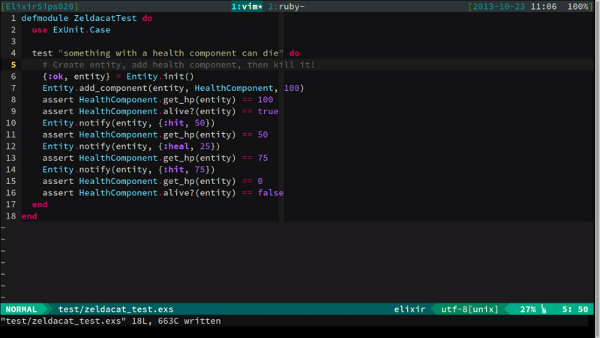 [ElixirSips020] 1:vim* 2:ruby- [2013-10-23 11:06 100%]
1 defmodule ZeldacatTest do
2 use ExUnit.Case
3
4 test "something with a health component can die" do
5 # Create entity, add health component, then kill it!
6 {:ok, entity} = Entity.init()
7 Entity.add_component(entity, HealthComponent, 100)
8 assert HealthComponent.get_hp(entity) == 100
9 assert HealthComponent.alive?(entity) == true
10 Entity.notify(entity, {:hit, 50})
11 assert HealthComponent.get_hp(entity) == 50
12 Entity.notify(entity, {:heal, 25})
13 assert HealthComponent.get_hp(entity) == 75
14 Entity.notify(entity, {:hit, 75})
15 assert HealthComponent.get_hp(entity) == 0
16 assert HealthComponent.alive?(entity) == false
17 end
18 end
~
~
~
~
~
~
~
NORMAL test/zeldacat_test.exs elixir utf-8[unix] 27% 5: 50
"test/zeldacat_test.exs" 18L, 663C written